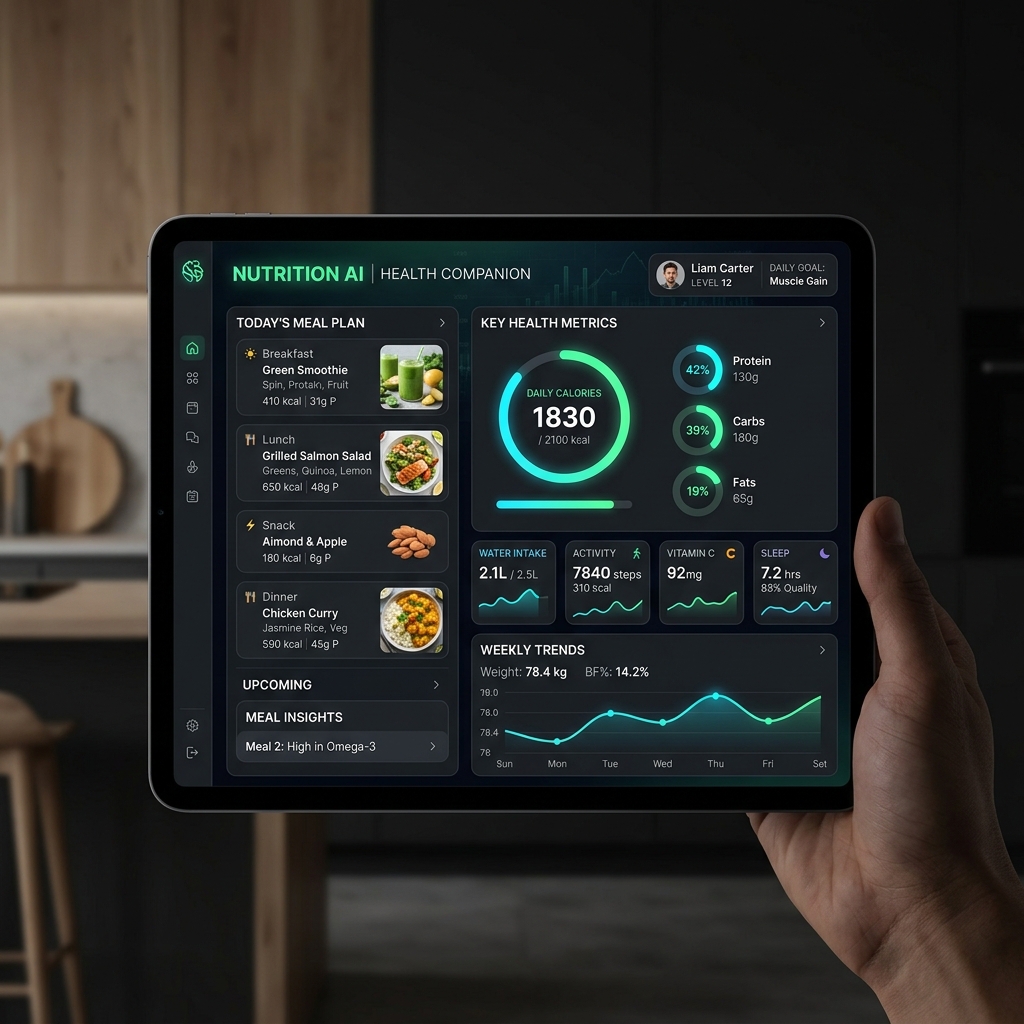 NUTRITION AI | HEALTH COMPANION
Liam Carter
LEVEL 12
DAILY GOAL:
Muscie Gain
TODAY'S MEAL PLAN
Breakfast
Green Smoothie
Spin, Protakı, Fruit
410 kcal | 31g P
Lunch
Grilled Salmon Salad
Greens, Quinoa, Lemon
650 kcal | 48g P
Snack
Aimond & Apple
180 kcal | 6g P
Dinner
Chicken Curry
Jasmine Rice, Veg
590 kcal | 45g P
UPCOMING
MEAL INSIGHTS
Meal 2: High in Omega-3
KEY HEALTH METRICS
DAILY CALORIES
1830
/ 2100 kcal
42%
Protein
130g
39%
Carbs
180g
19%
Fats
65g
WATER INTAKE
2.1L / 2.5L
ACTIVITY
7840 steps
310 scal
VITAMIN C
92mg
SLEEP
7.2 hrs
88% Quality
WEEKLY TRENDS
Weight: 78.4 kg BF%: 14.2%
76.0
78.4
78
Sun Mon Tue Wed Thu Fri Set